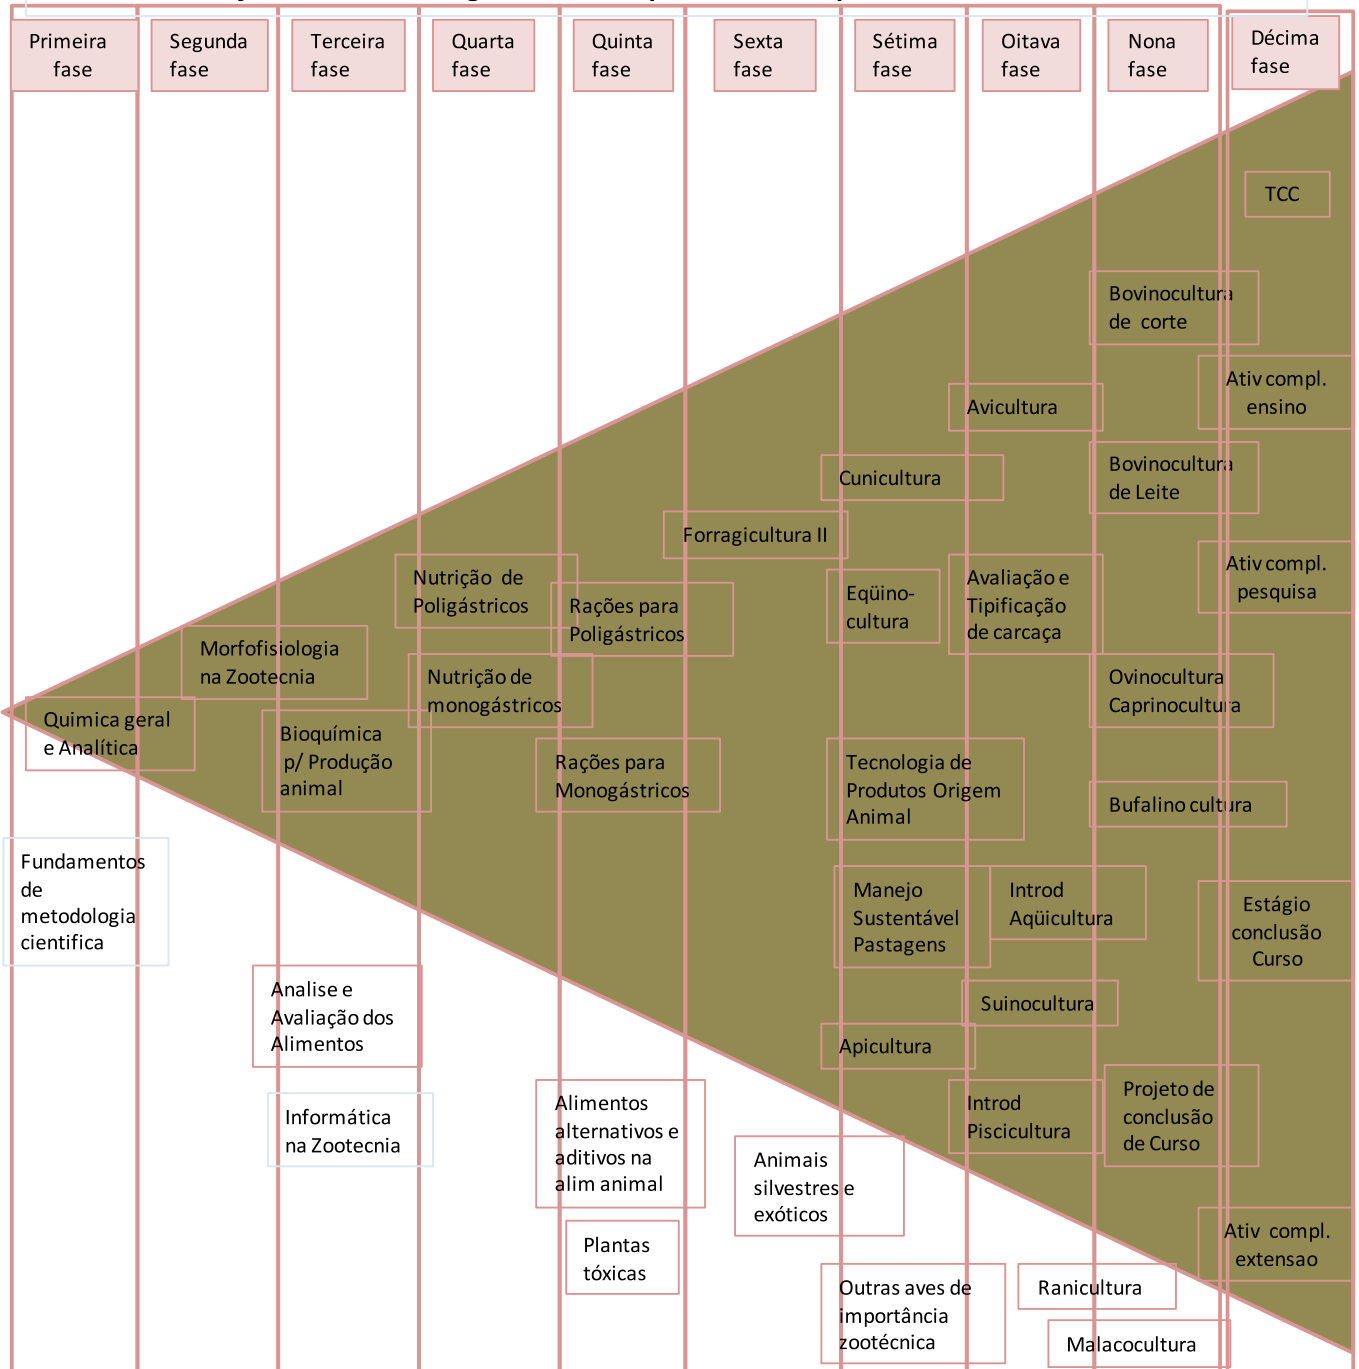 Primeira
fase
Segunda
fase
Terceira
fase
Quarta
fase
Quinta
fase
Sexta
fase
Sétima
fase
Oitava
fase
Nona
fase
Décima
fase
TCC
Bovinocultura
de corte
Ativ compl.
ensino
Avicultura
Bovinocultura
de Leite
Cunicultura
Forragicultura II
Ativ compl.
pesquisa
Nutrição de
Poligástricos
Rações para
Poligástricos
Eqüino-
cultura
Avaliação e
Tipificação
de carcaça
Morfofisiologia
na Zootecnia
Nutrição de
monogástricos
Ovinocultura
Caprinocultura
Quimica geral
e Analítica
Bioquímica
p/ Produção
animal
Rações para
Monogástricos
Tecnologia de
Produtos Origem
Animal
Bufalino cultura
Fundamentos
de
metodologia
cientifica
Manejo
Sustentável
Pastagens
Introd
Aqüicultura
Estágio
conclusão
Curso
Analise e
Avaliação dos
Alimentos
Suinocultura
Apicultura
Informática
na Zootecnia
Alimentos
alternativos e
aditivos na
alim animal
Introd
Piscicultura
Projeto de
conclusão
de Curso
Animais
silvestres e
exóticos
Plantas
tóxicas
Ativ compl.
extensao
Outras aves de
importância
zootécnica
Ranicultura
Malacocultura